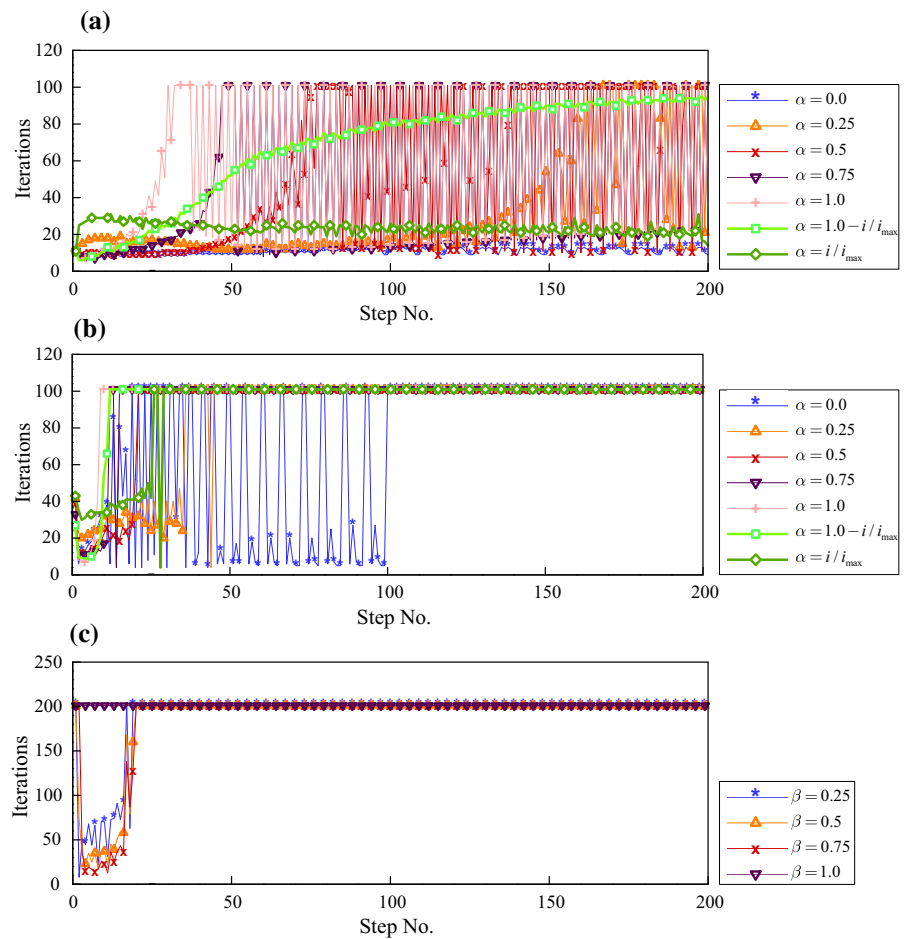 (a)
120
100
80
60
40
20
0
Iterations
0
50
100
150
200
Step No.
α = 0.0
α = 0.25
α = 0.5
α = 0.75
α = 1.0
α = 1.0 − i / i_max
α = i / i_max
(b)
120
100
80
60
40
20
0
Iterations
0
50
100
150
200
Step No.
α = 0.0
α = 0.25
α = 0.5
α = 0.75
α = 1.0
α = 1.0 − i / i_max
α = i / i_max
(c)
250
200
150
100
50
0
Iterations
0
50
100
150
200
Step No.
β = 0.25
β = 0.5
β = 0.75
β = 1.0